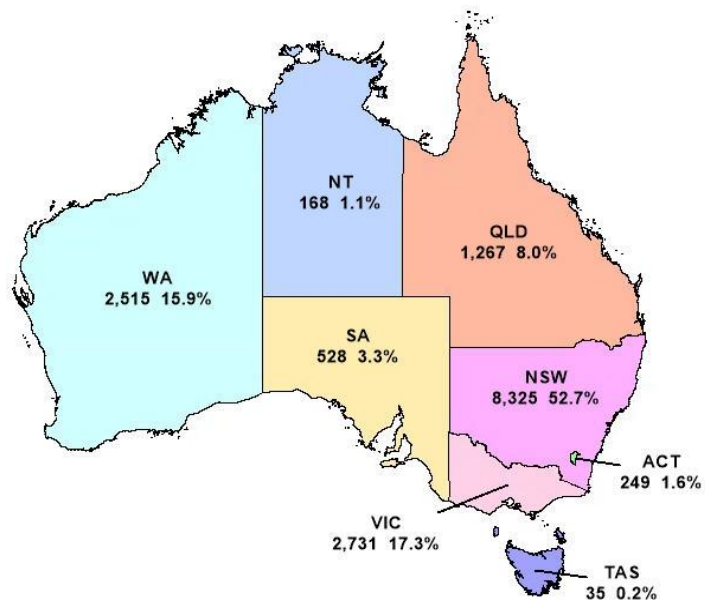 NT
168 1.1%
QLD
1,267 8.0%
WA
2,515 15.9%
SA
528 3.3%
NSW
8,325 52.7%
ACT
249 1.6%
VIC
2,731 17.3%
TAS
35 0.2%